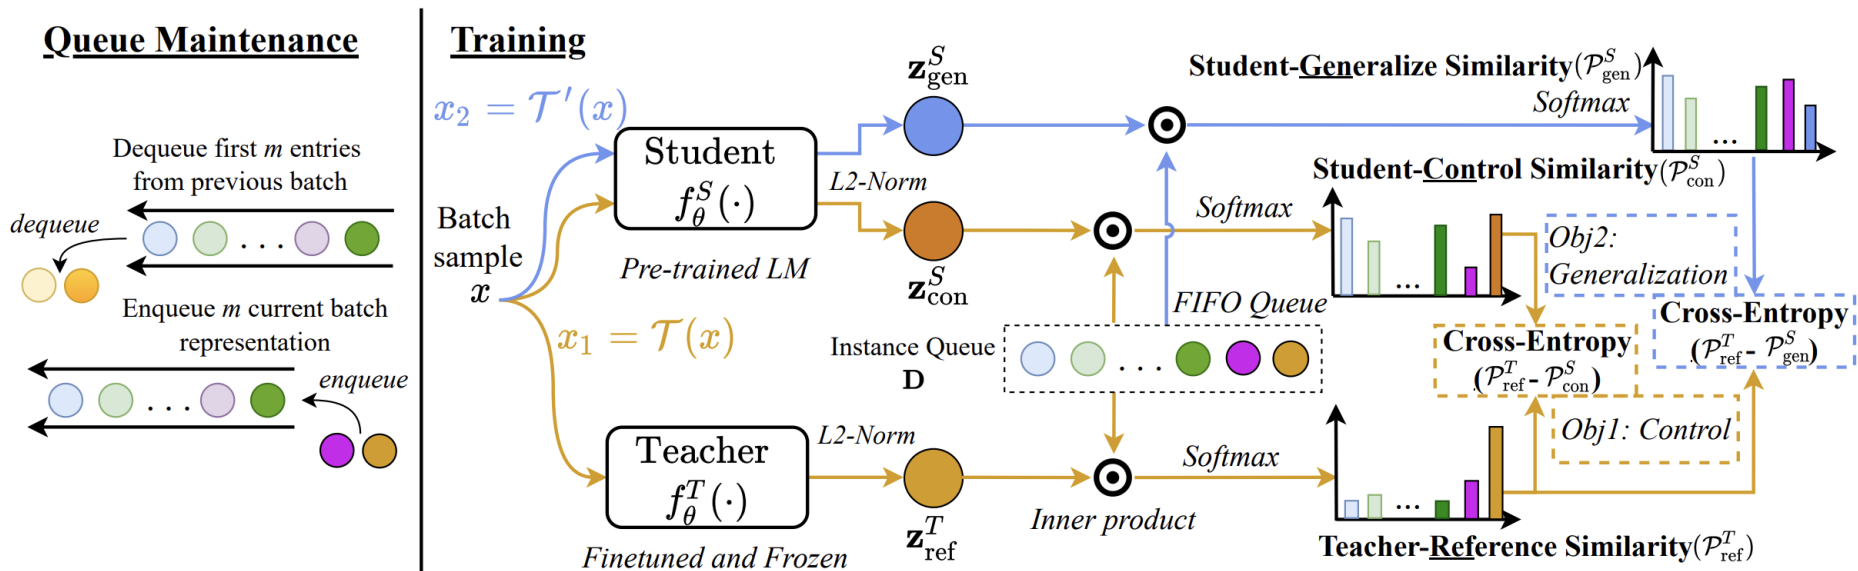 Queue Maintenance
Dequeue first m entries
from previous batch
dequeue
. . .
Enqueue m current batch
representation
enqueue
. . .
Training
x₂ = 𝒯′(x)
Batch
sample
x
x₁ = 𝒯(x)
Student
f_θ^S(·)
Pre-trained LM
L2-Norm
z_gen^S
z_con^S
Teacher
f_θ^T(·)
Finetuned and Frozen
L2-Norm
z_ref^T
Instance Queue
D
FIFO Queue
. . .
Inner product
Student-Generalize Similarity(𝒫_gen^S)
Softmax
...
Student-Control Similarity(𝒫_con^S)
Softmax
...
Obj2:
Generalization
Cross-Entropy
(𝒫_ref^T - 𝒫_gen^S)
Cross-Entropy
(𝒫_ref^T - 𝒫_con^S)
Obj1: Control
Softmax
...
Teacher-Reference Similarity(𝒫_ref^T)